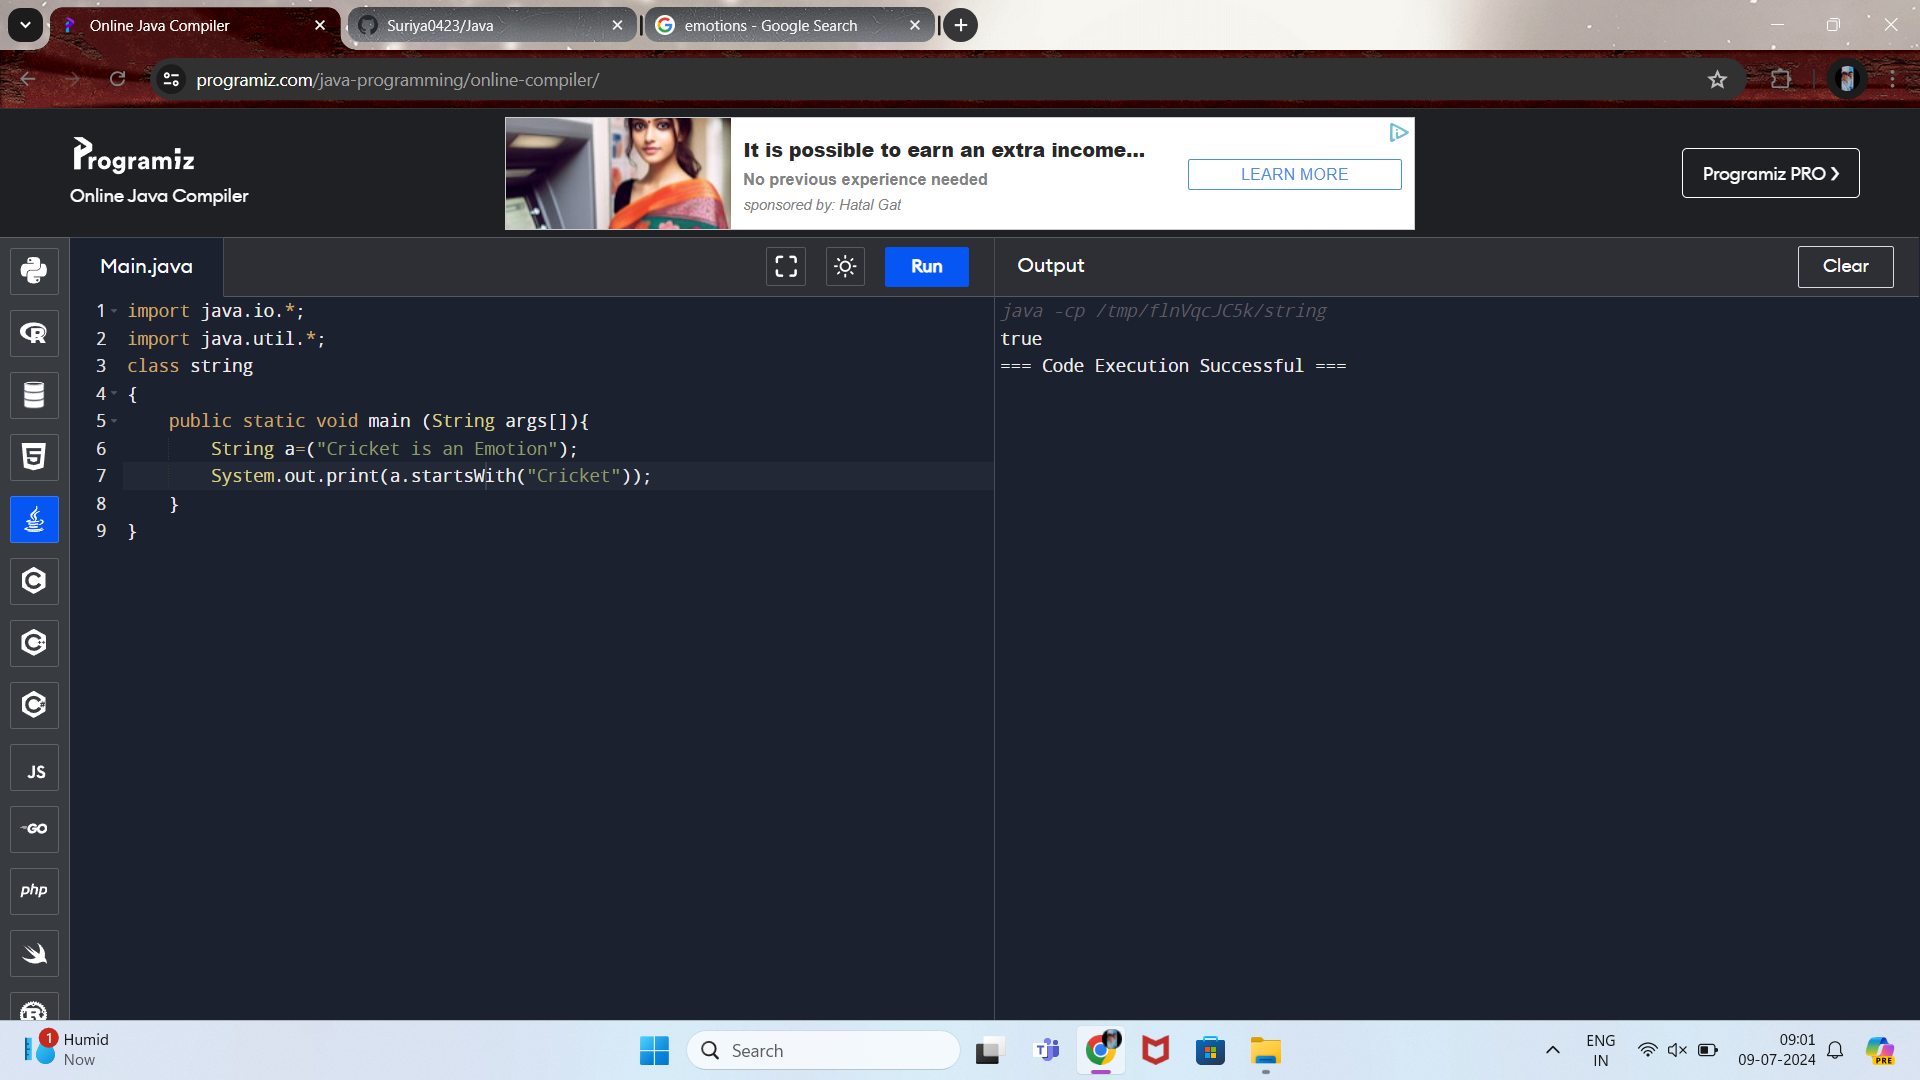 Online Java Compiler
Suriya0423/Java
emotions - Google Search
programiz.com/java-programming/online-compiler/
Programiz
Online Java Compiler
It is possible to earn an extra income...
No previous experience needed
sponsored by: Hatal Gat
LEARN MORE
Programiz PRO ❯
Main.java
Run
Output
Clear
1 import java.io.*;
2 import java.util.*;
3 class string
4 {
5 public static void main (String args[]){
6 String a=("Cricket is an Emotion");
7 System.out.print(a.startsWith("Cricket"));
8 }
9 }
java -cp /tmp/flnVqcJC5k/string
true
=== Code Execution Successful ===
JS
GO
php
1
Humid
Now
Search
ENG
IN
09:01
09-07-2024
PRE